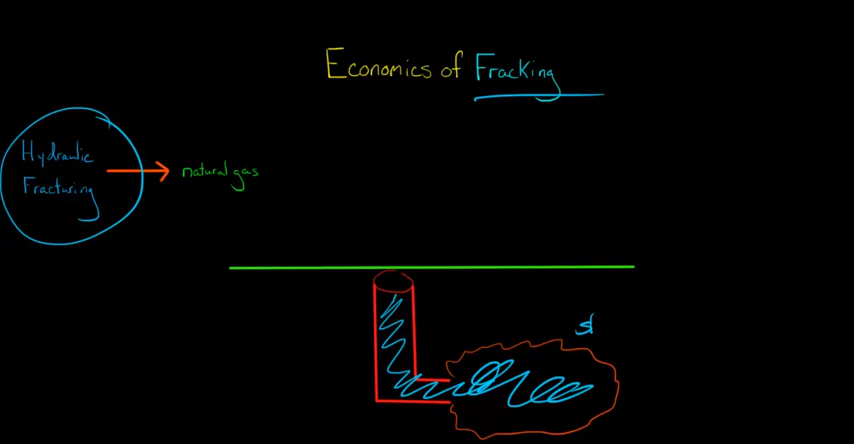 Economics of Fracking
Hydraulic
Fracturing
natural gas